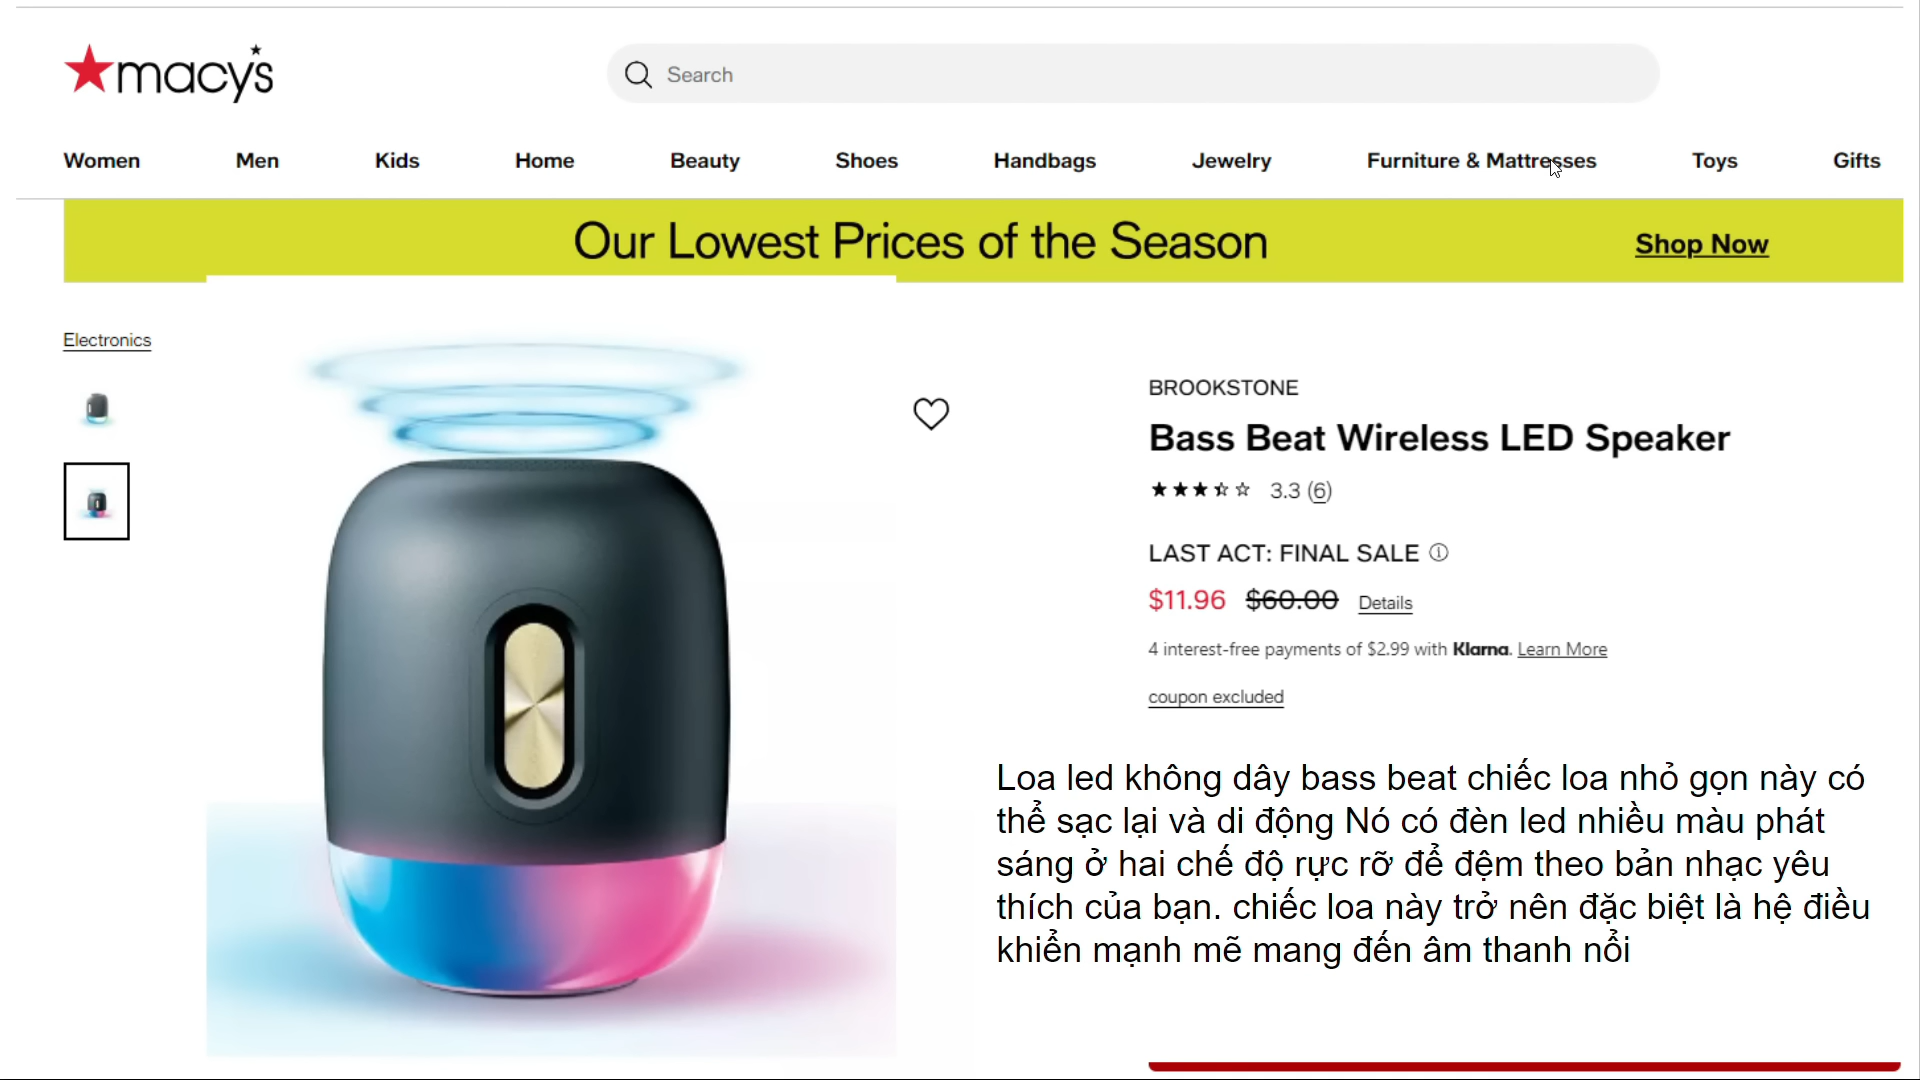 macy's
Search
Women Men Kids Home Beauty Shoes Handbags Jewelry Furniture & Mattresses Toys Gifts
Our Lowest Prices of the Season Shop Now
Electronics
BROOKSTONE
Bass Beat Wireless LED Speaker
3.3 (6)
LAST ACT: FINAL SALE
$11.96 $60.00 Details
4 interest-free payments of $2.99 with Klarna. Learn More
coupon excluded
Loa led không dây bass beat chiếc loa nhỏ gọn này có
thể sạc lại và di động Nó có đèn led nhiều màu phát
sáng ở hai chế độ rực rỡ để đệm theo bản nhạc yêu
thích của bạn. chiếc loa này trở nên đặc biệt là hệ điều
khiển mạnh mẽ mang đến âm thanh nổi